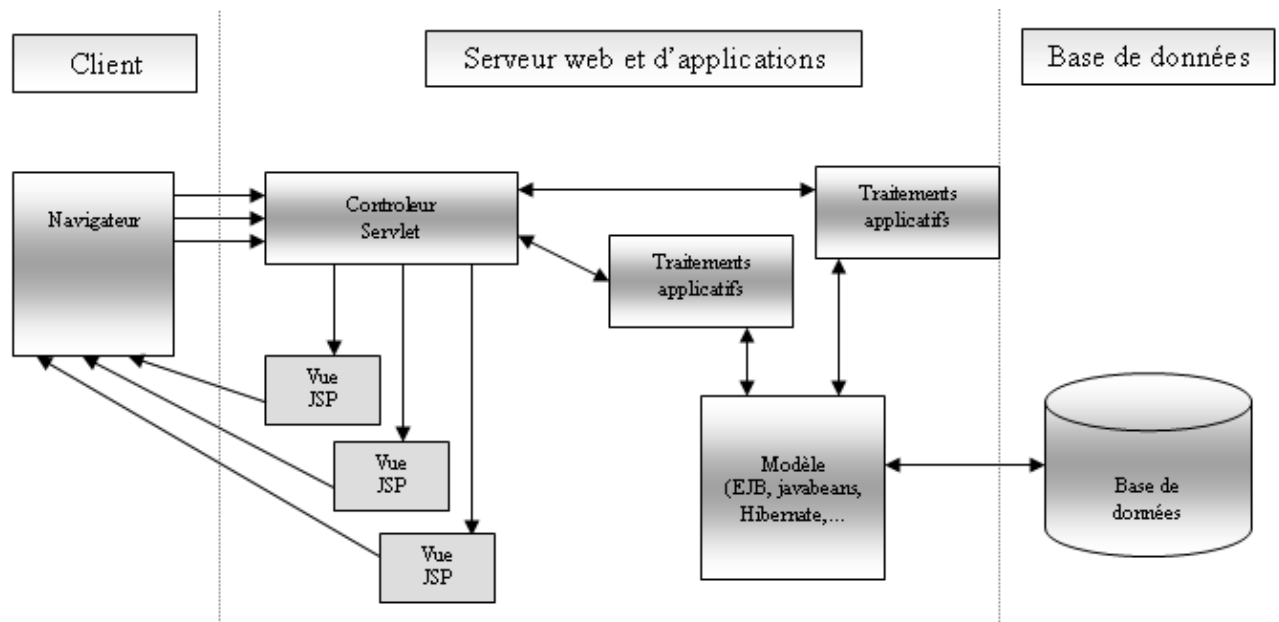 Client
Serveur web et d'applications
Base de données
Navigateur
Controleur
Servlet
Traitements
applicatifs
Traitements
applicatifs
Vue
JSP
Vue
JSP
Vue
JSP
Modèle
(EJB, javabeans,
Hibernate,...
Base de
données